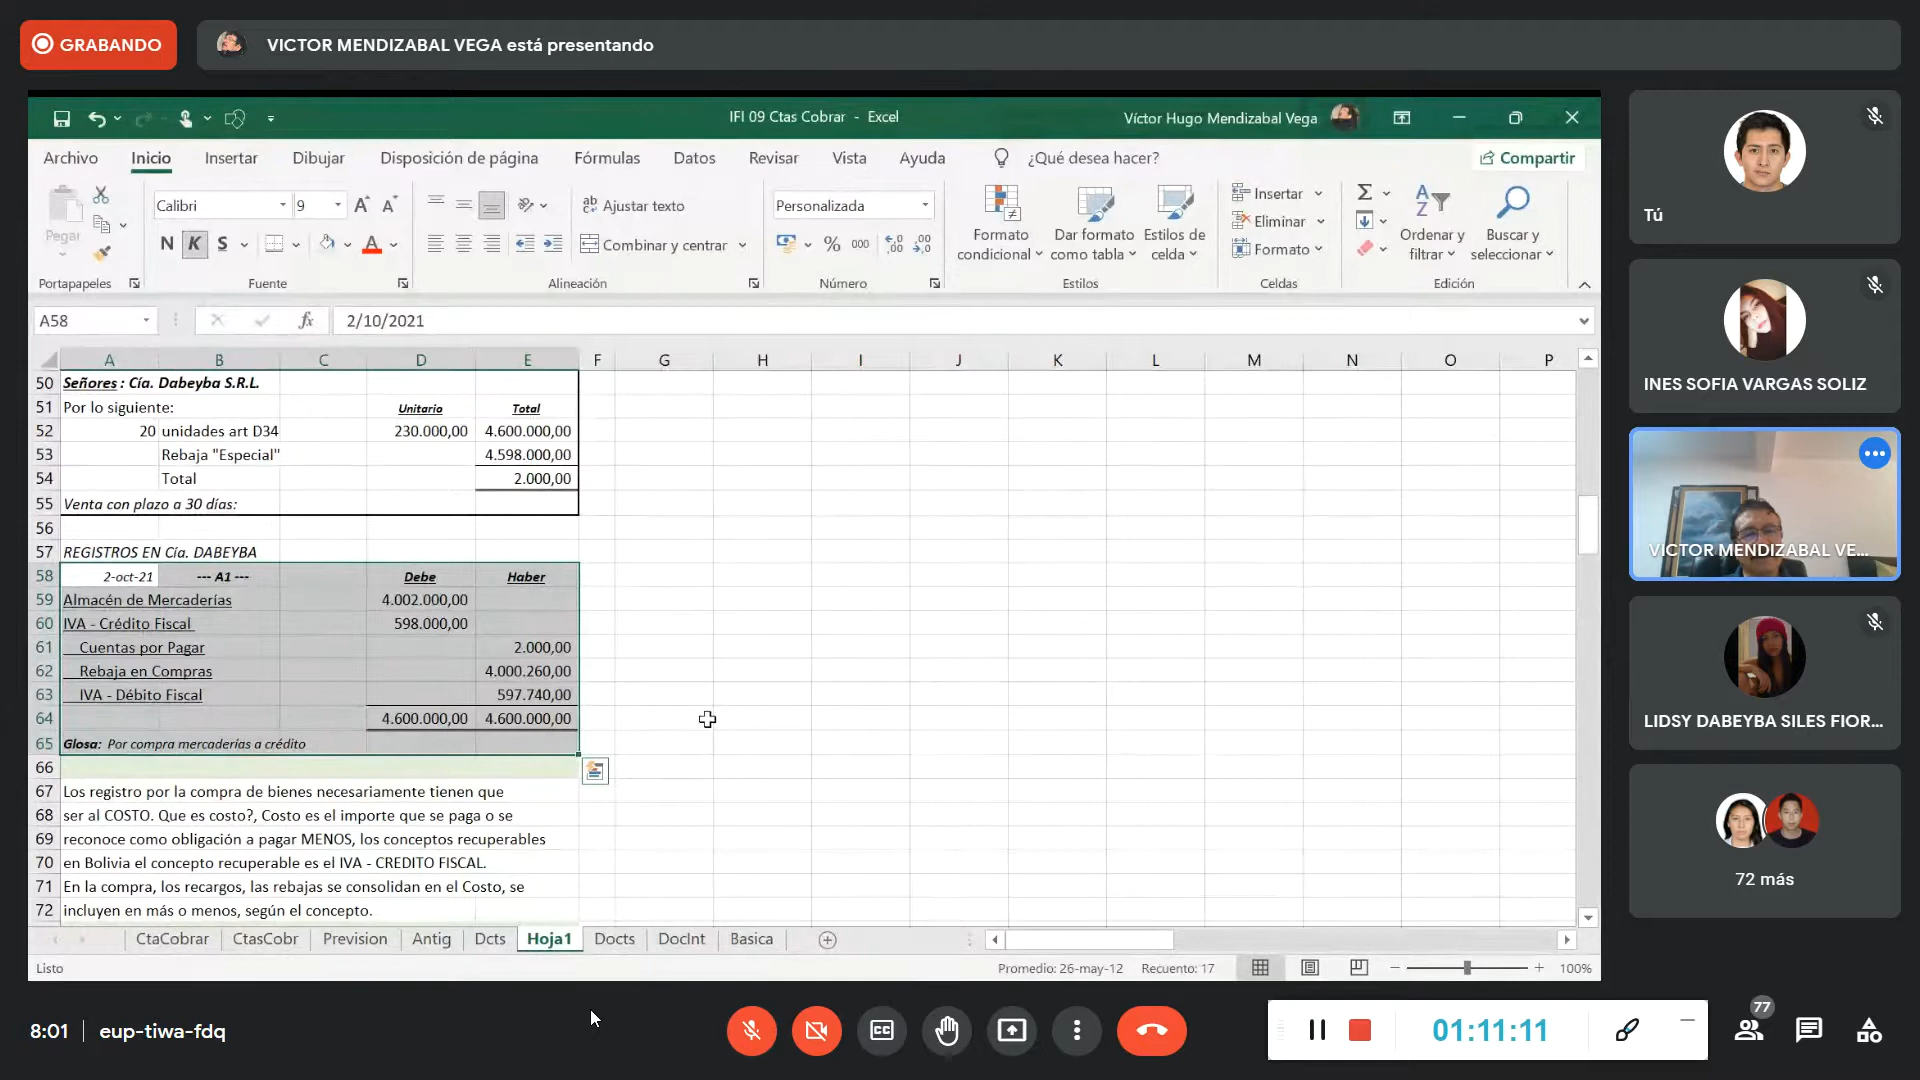 GRABANDO
VICTOR MENDIZABAL VEGA está presentando
IFI 09 Ctas Cobrar - Excel
Víctor Hugo Mendizabal Vega
Archivo Inicio Insertar Dibujar Disposición de página Fórmulas Datos Revisar Vista Ayuda ¿Qué desea hacer? Compartir
Pegar
Calibri 9
N K S
Ajustar texto
Combinar y centrar
Personalizada
% 000
Formato condicional
Dar formato como tabla
Estilos de celda
Insertar
Eliminar
Formato
Ordenar y filtrar
Buscar y seleccionar
Portapapeles Fuente Alineación Número Estilos Celdas Edición
A58 fx 2/10/2021
A B C D E F G H I J K L M N O P
50 Señores : Cía. Dabeyba S.R.L.
51 Por lo siguiente: Unitario Total
52 20 unidades art D34 230.000,00 4.600.000,00
53 Rebaja "Especial" 4.598.000,00
54 Total 2.000,00
55 Venta con plazo a 30 días:
56
57 REGISTROS EN Cía. DABEYBA
58 2-oct-21 --- A1 --- Debe Haber
59 Almacén de Mercaderías 4.002.000,00
60 IVA - Crédito Fiscal 598.000,00
61 Cuentas por Pagar 2.000,00
62 Rebaja en Compras 4.000.260,00
63 IVA - Débito Fiscal 597.740,00
64 4.600.000,00 4.600.000,00
65 Glosa: Por compra mercaderías a crédito
66
67 Los registro por la compra de bienes necesariamente tienen que
68 ser al COSTO. Que es costo?, Costo es el importe que se paga o se
69 reconoce como obligación a pagar MENOS, los conceptos recuperables
70 en Bolivia el concepto recuperable es el IVA - CREDITO FISCAL.
71 En la compra, los recargos, las rebajas se consolidan en el Costo, se
72 incluyen en más o menos, según el concepto.
CtaCobrar CtasCobr Prevision Antig Dcts Hoja1 Docts DocInt Basica
Listo Promedio: 26-may-12 Recuento: 17 100%
Tú
INES SOFIA VARGAS SOLIZ
VICTOR MENDIZABAL VE...
LIDSY DABEYBA SILES FIOR...
72 más
8:01 eup-tiwa-fdq
CC
01:11:11
77